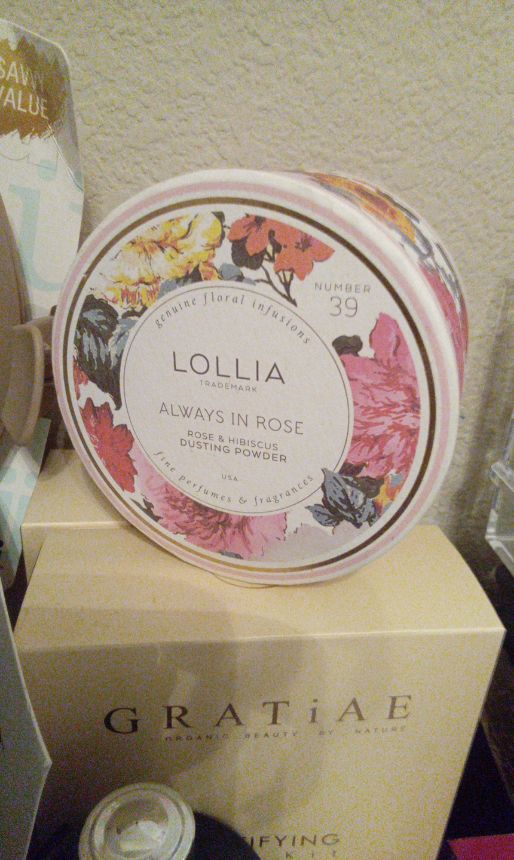 SAVVY
VALUE
genuine floral infusions
NUMBER
39
LOLLIA
TRADEMARK
ALWAYS IN ROSE
ROSE & HIBISCUS
DUSTING POWDER
USA
fine perfumes & fragrances
GRATiAE
ORGANIC BEAUTY BY NATURE